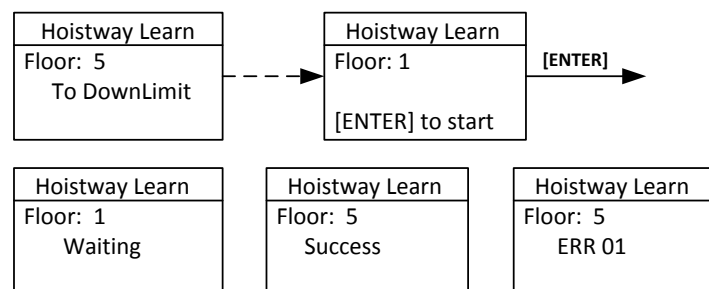 Hoistway Learn
Floor: 5
To DownLimit
Hoistway Learn
Floor: 1
[ENTER] to start
[ENTER]
Hoistway Learn
Floor: 1
Waiting
Hoistway Learn
Floor: 5
Success
Hoistway Learn
Floor: 5
ERR 01